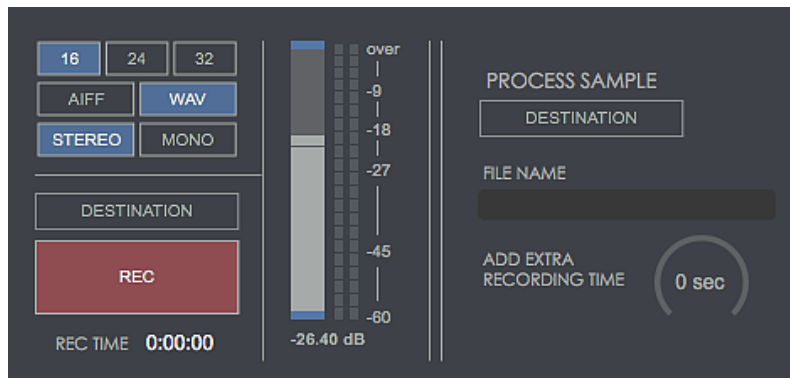 16 24 32
AIFF WAV
STEREO MONO
DESTINATION
REC
REC TIME 0:00:00
over
-9
-18
-27
-45
-60
-26.40 dB
PROCESS SAMPLE
DESTINATION
FILE NAME
ADD EXTRA
RECORDING TIME
0 sec